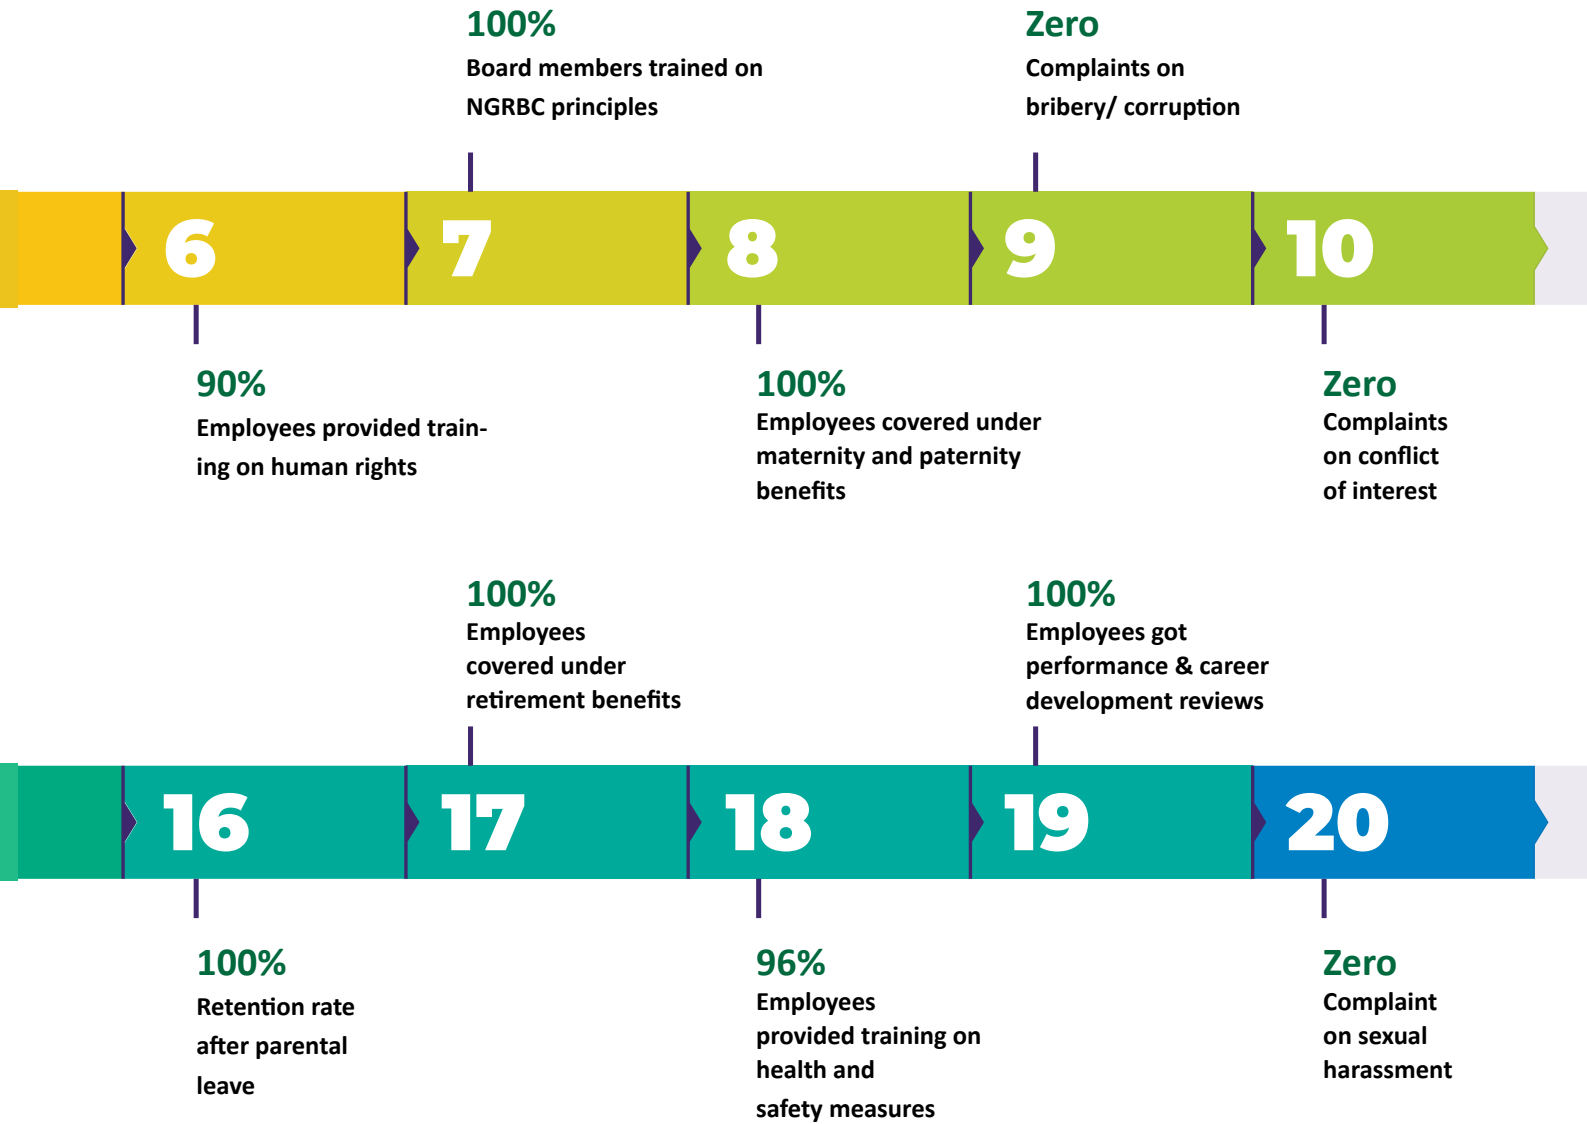 100%
Board members trained on
NGRBC principles
Zero
Complaints on
bribery/ corruption
6
7
8
9
10
90%
Employees provided train-
ing on human rights
100%
Employees covered under
maternity and paternity
benefits
Zero
Complaints
on conflict
of interest
100%
Employees
covered under
retirement benefits
100%
Employees got
performance & career
development reviews
16
17
18
19
20
100%
Retention rate
after parental
leave
96%
Employees
provided training on
health and
safety measures
Zero
Complaint
on sexual
harassment